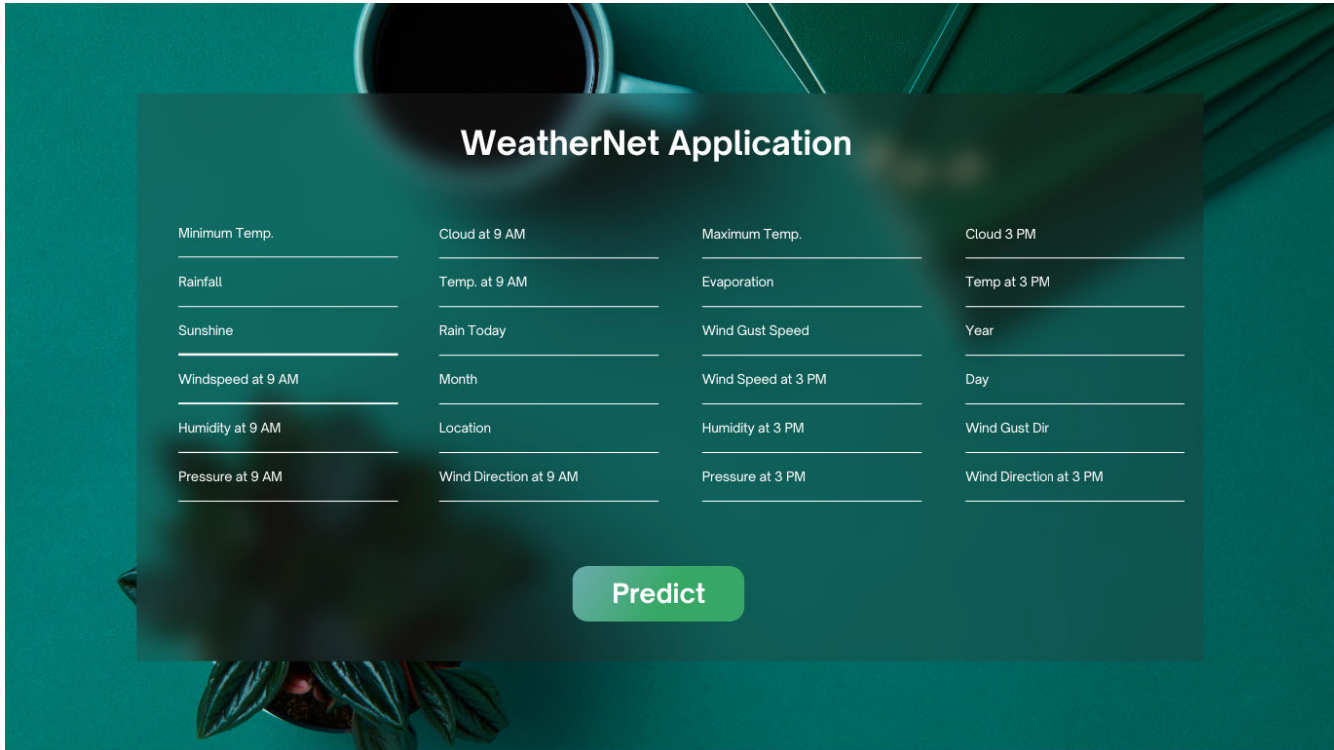 WeatherNet Application
Minimum Temp.
Cloud at 9 AM
Maximum Temp.
Cloud 3 PM
Rainfall
Temp. at 9 AM
Evaporation
Temp at 3 PM
Sunshine
Rain Today
Wind Gust Speed
Year
Windspeed at 9 AM
Month
Wind Speed at 3 PM
Day
Humidity at 9 AM
Location
Humidity at 3 PM
Wind Gust Dir
Pressure at 9 AM
Wind Direction at 9 AM
Pressure at 3 PM
Wind Direction at 3 PM
Predict